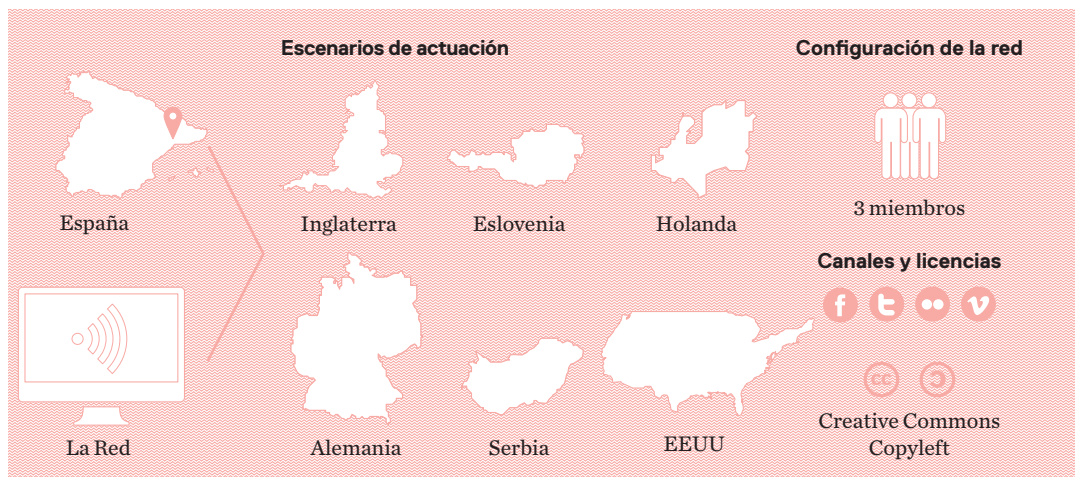 Escenarios de actuación
Configuración de la red
España
Inglaterra
Eslovenia
Holanda
3 miembros
Canales y licencias
f
t
v
cc
La Red
Alemania
Serbia
EEUU
Creative Commons
Copyleft